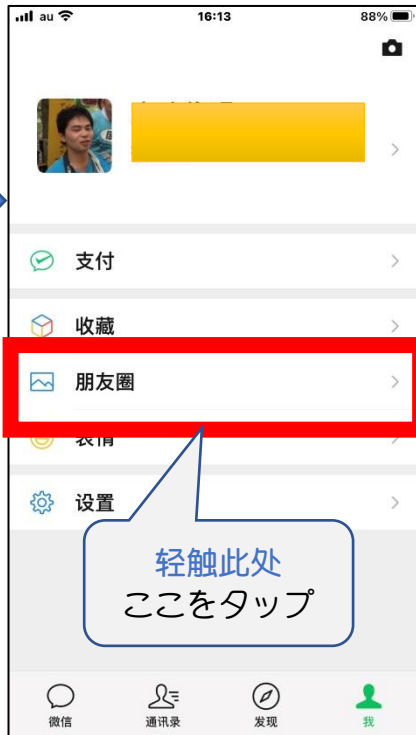 au 16:13 88%
支付
收藏
朋友圈
表情
设置
轻触此处
ここをタップ
微信 通讯录 发现 我